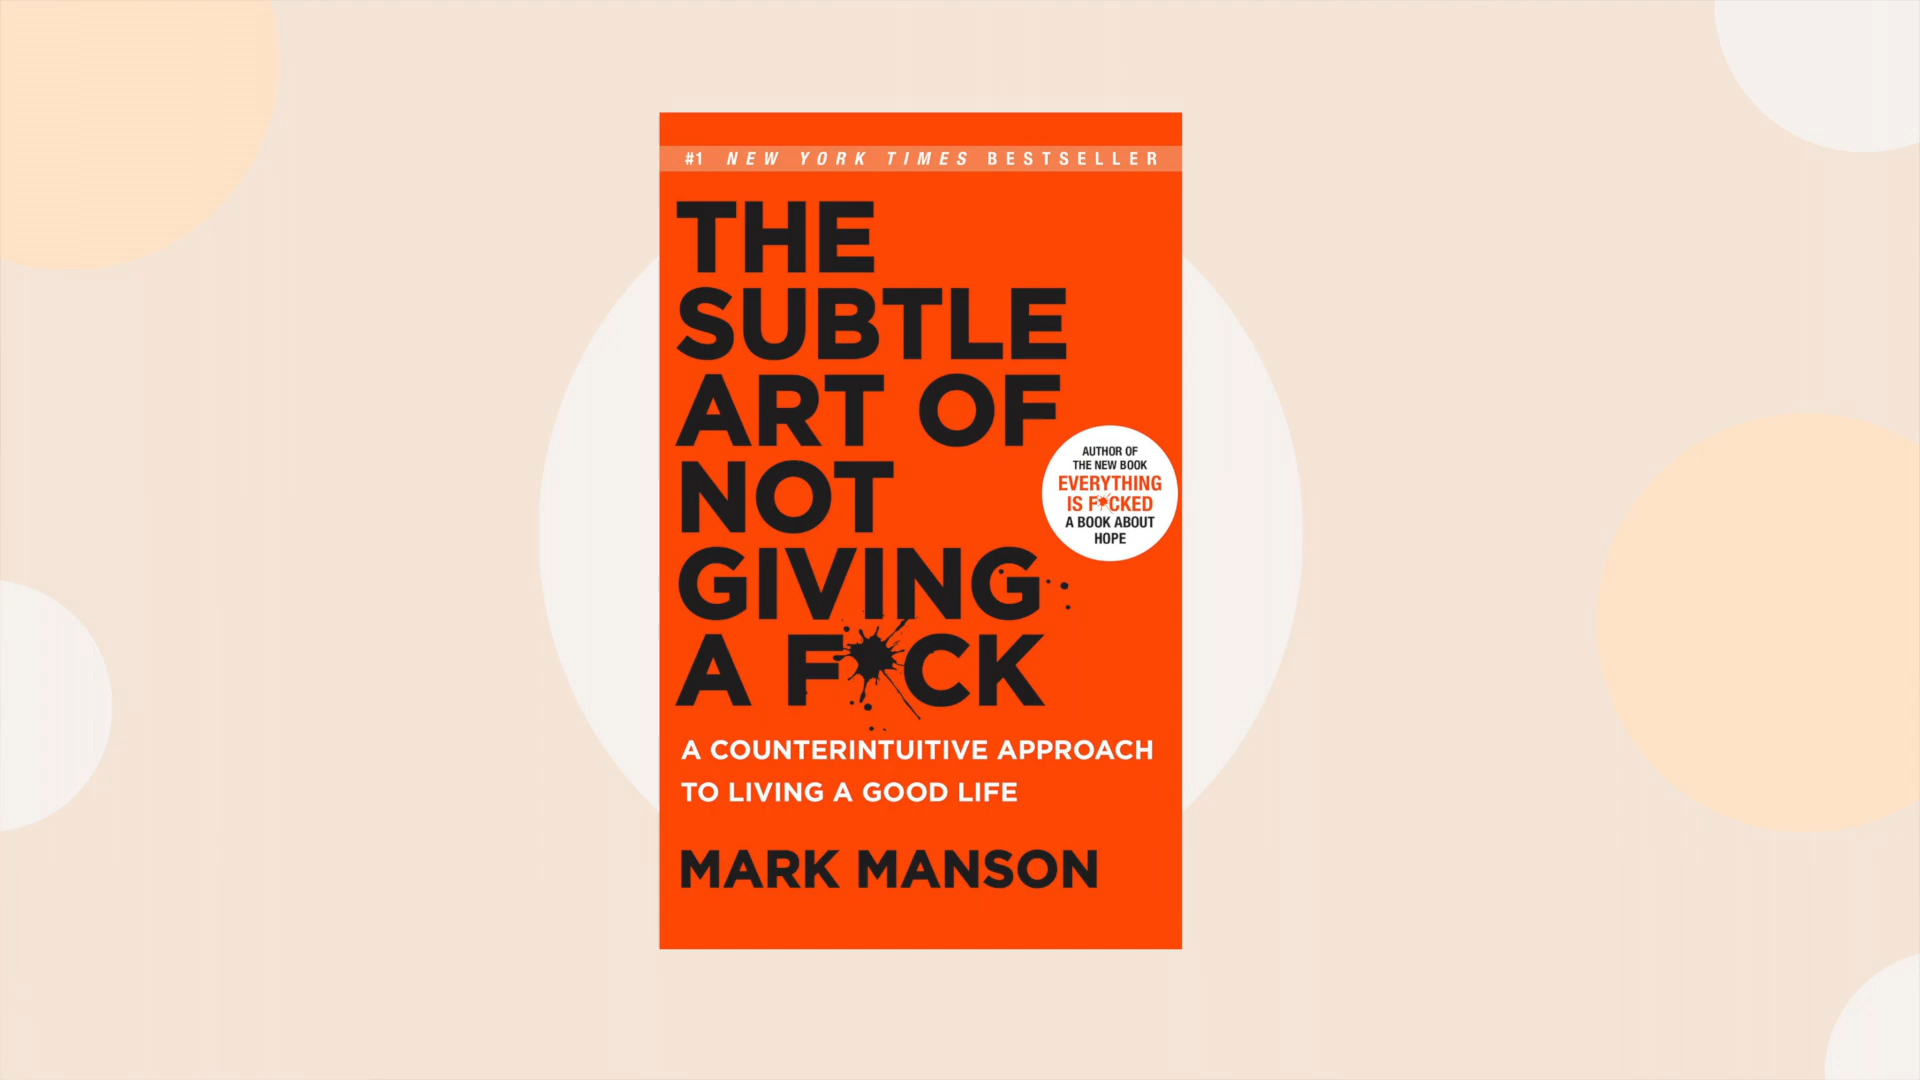 #1 NEW YORK TIMES BESTSELLER
THE
SUBTLE
ART OF
NOT
GIVING
A F*CK
AUTHOR OF
THE NEW BOOK
EVERYTHING
IS F*CKED
A BOOK ABOUT
HOPE
A COUNTERINTUITIVE APPROACH
TO LIVING A GOOD LIFE
MARK MANSON